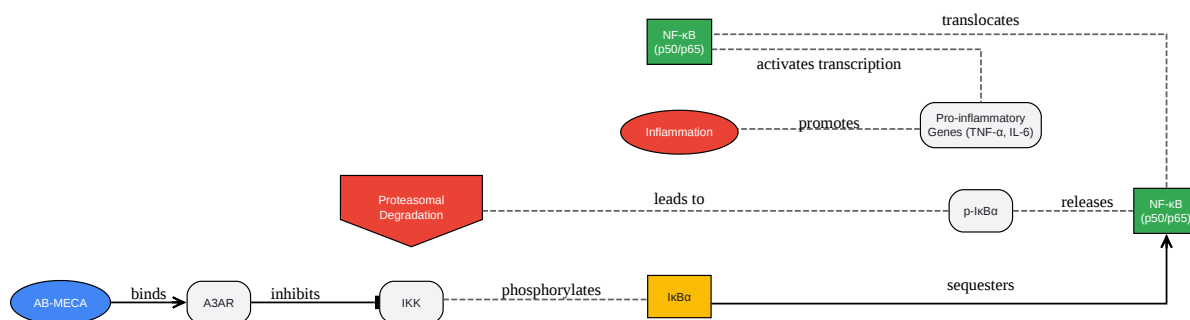 translocates
NF-κB
(p50/p65)
activates transcription
Pro-inflammatory
Genes (TNF-α, IL-6)
Inflammation
promotes
Proteasomal
Degradation
leads to
p-IκBα
releases
NF-κB
(p50/p65)
AB-MECA
binds
A3AR
inhibits
IKK
phosphorylates
IκBα
sequesters